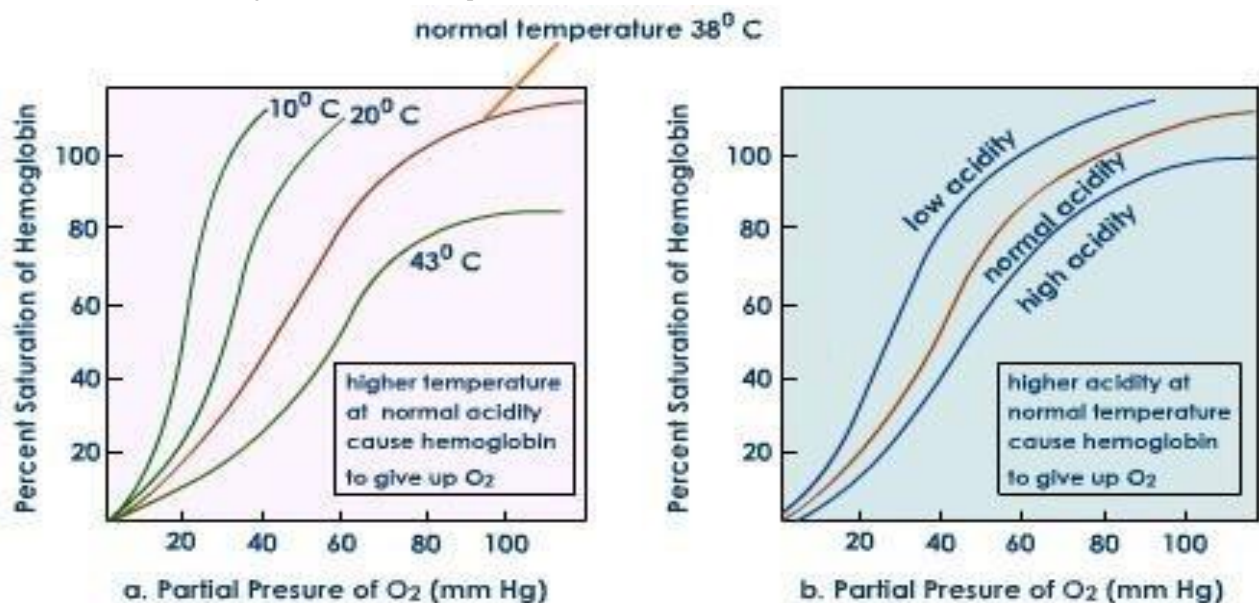 normal temperature 38⁰ C
Percent Saturation of Hemoglobin
100
80
60
40
20
10⁰ C
20⁰ C
43⁰ C
higher temperature
at normal acidity
cause hemoglobin
to give up O₂
20 40 60 80 100
a. Partial Presure of O₂ (mm Hg)
Percent Saturation of Hemoglobin
100
80
60
40
20
low acidity
normal acidity
high acidity
higher acidity at
normal temperature
cause hemoglobin
to give up O₂
20 40 60 80 100
b. Partial Presure of O₂ (mm Hg)